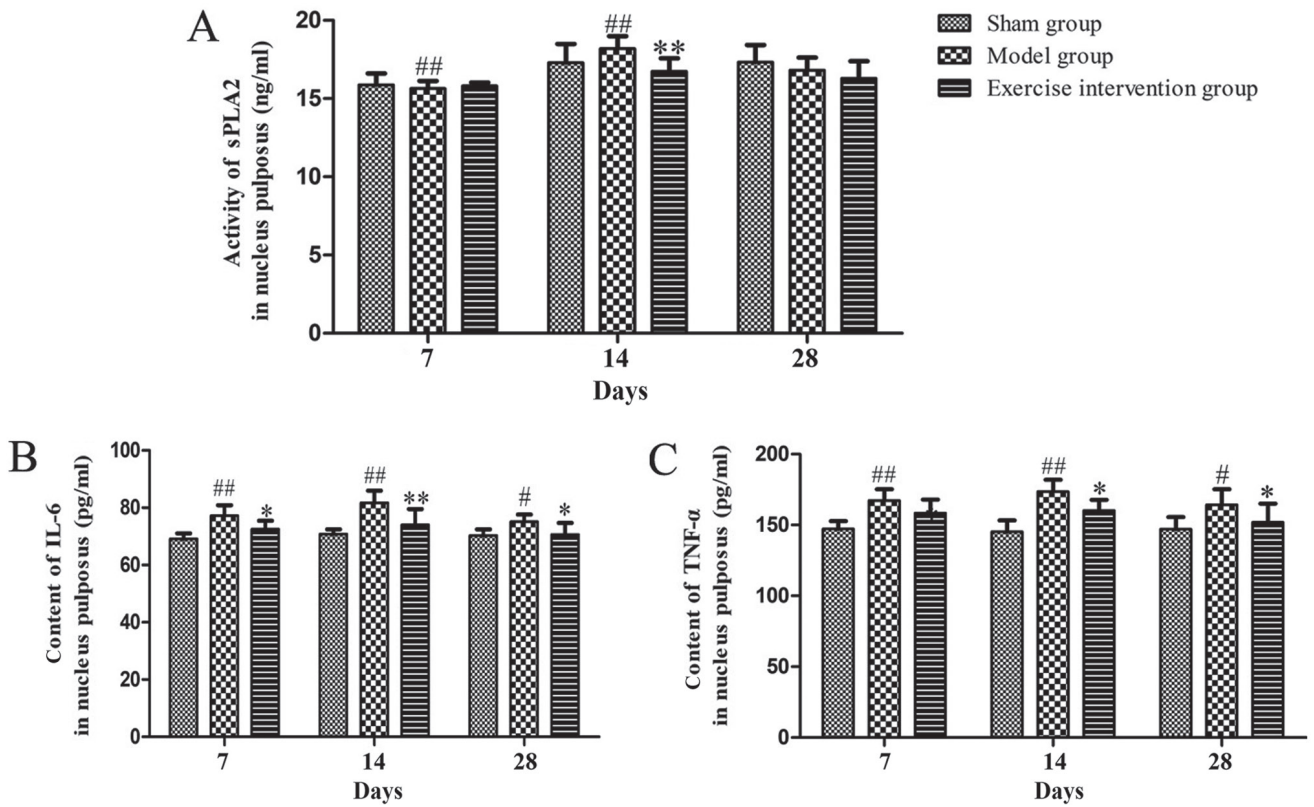 A
Activity of sPLA2
in nucleus pulposus (ng/ml)
20
15
10
5
0
##
##
**
7
14
28
Days
Sham group
Model group
Exercise intervention group
B
Content of IL-6
in nucleus pulposus (pg/ml)
100
80
60
40
20
0
##
*
##
**
#
*
7
14
28
Days
C
Content of TNF-α
in nucleus pulposus (pg/ml)
200
150
100
50
0
##
*
##
*
#
*
7
14
28
Days